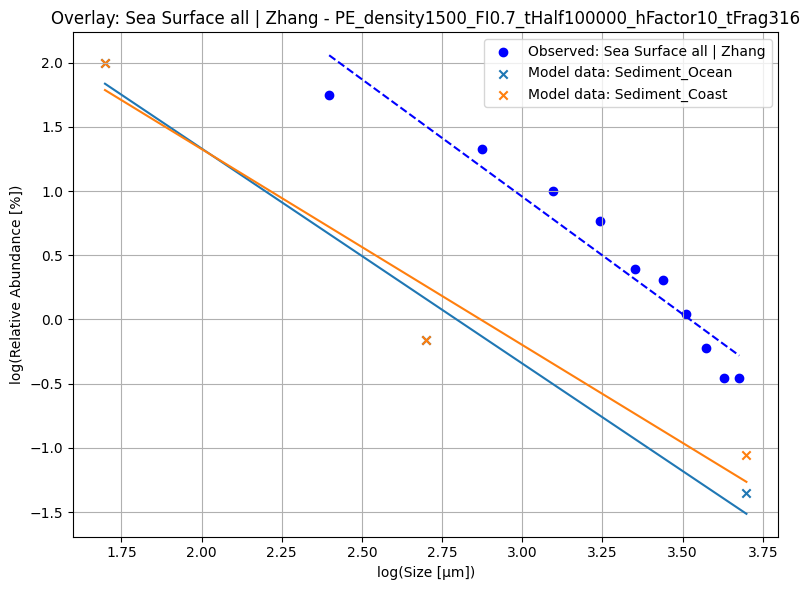 Overlay: Sea Surface all | Zhang - PE_density1500_FI0.7_tHalf100000_hFactor10_tFrag316
Observed: Sea Surface all | Zhang
Model data: Sediment_Ocean
Model data: Sediment_Coast
log(Relative Abundance [%])
2.0
1.5
1.0
0.5
0.0
−0.5
−1.0
−1.5
1.75 2.00 2.25 2.50 2.75 3.00 3.25 3.50 3.75
log(Size [μm])